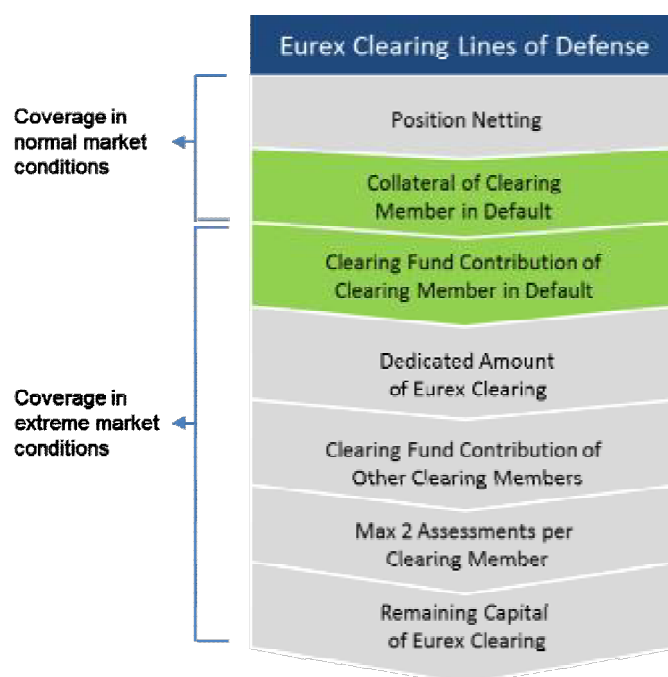 Eurex Clearing Lines of Defense
Coverage in
normal market
conditions
Position Netting
Collateral of Clearing
Member in Default
Clearing Fund Contribution of
Clearing Member in Default
Coverage in
extreme market
conditions
Dedicated Amount
of Eurex Clearing
Clearing Fund Contribution of
Other Clearing Members
Max 2 Assessments per
Clearing Member
Remaining Capital
of Eurex Clearing